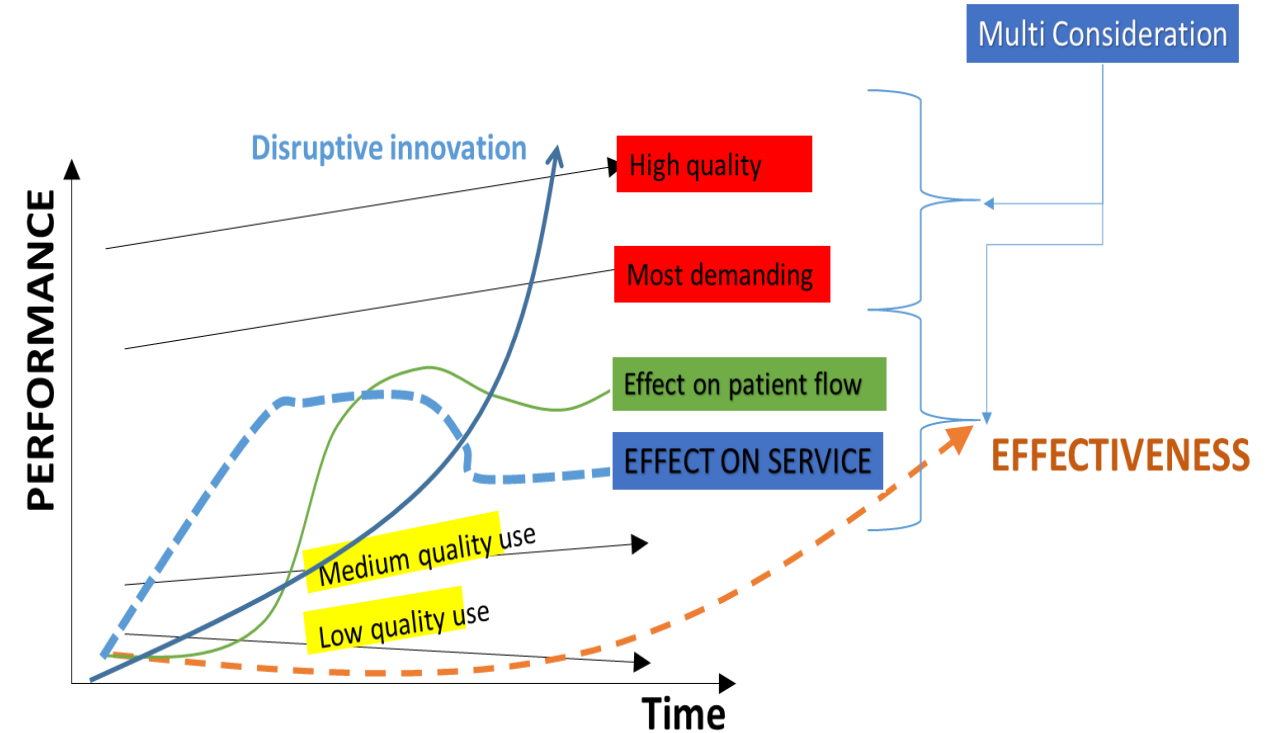 Multi Consideration
Disruptive innovation
High quality
Most demanding
Effect on patient flow
EFFECT ON SERVICE
EFFECTIVENESS
Medium quality use
Low quality use
PERFORMANCE
Time